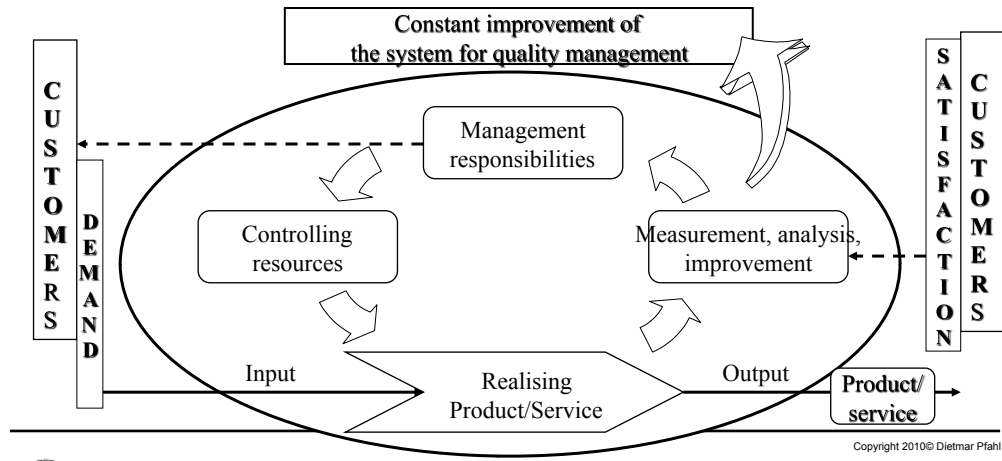 Constant improvement of
the system for quality management
CUSTOMERS
DEMAND
Management
responsibilities
Controlling
resources
Measurement, analysis,
improvement
SATISFACTION
CUSTOMERS
Input
Realising
Product/Service
Output
Product/
service
Copyright 2010© Dietmar Pfahl